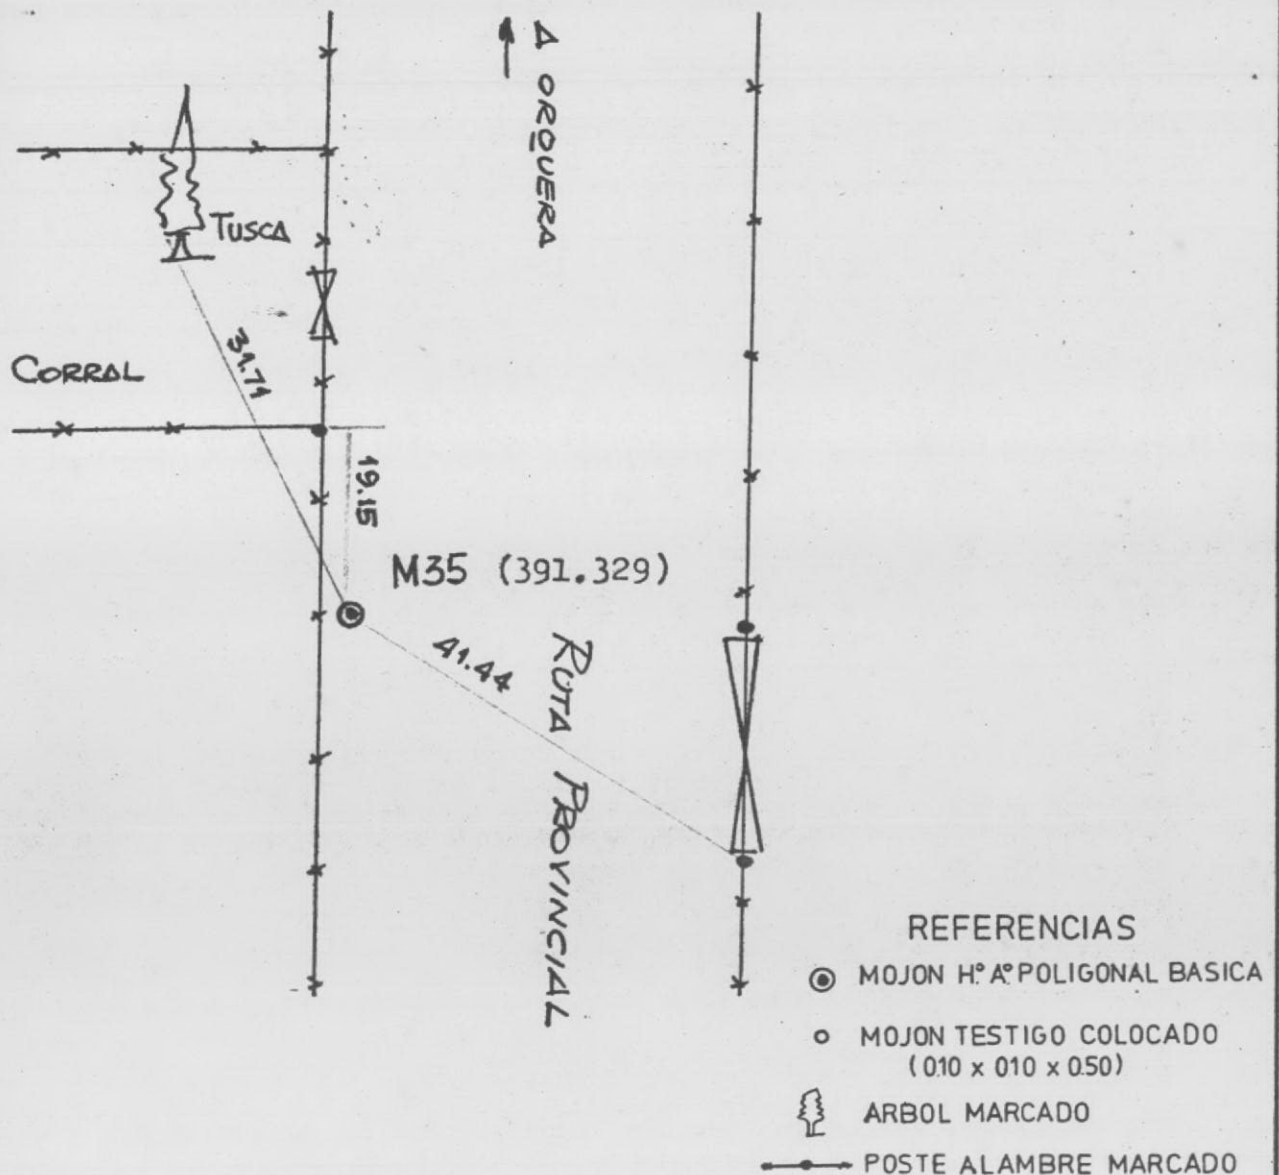 A ORQUERA
TUSCA
31.71
CORRAL
19.15
M35 (391.329)
41.44
RUTA PROVINCIAL
REFERENCIAS
MOJON H.º A.º POLIGONAL BASICA
MOJON TESTIGO COLOCADO
(0.10 x 0.10 x 0.50)
ARBOL MARCADO
POSTE ALAMBRE MARCADO